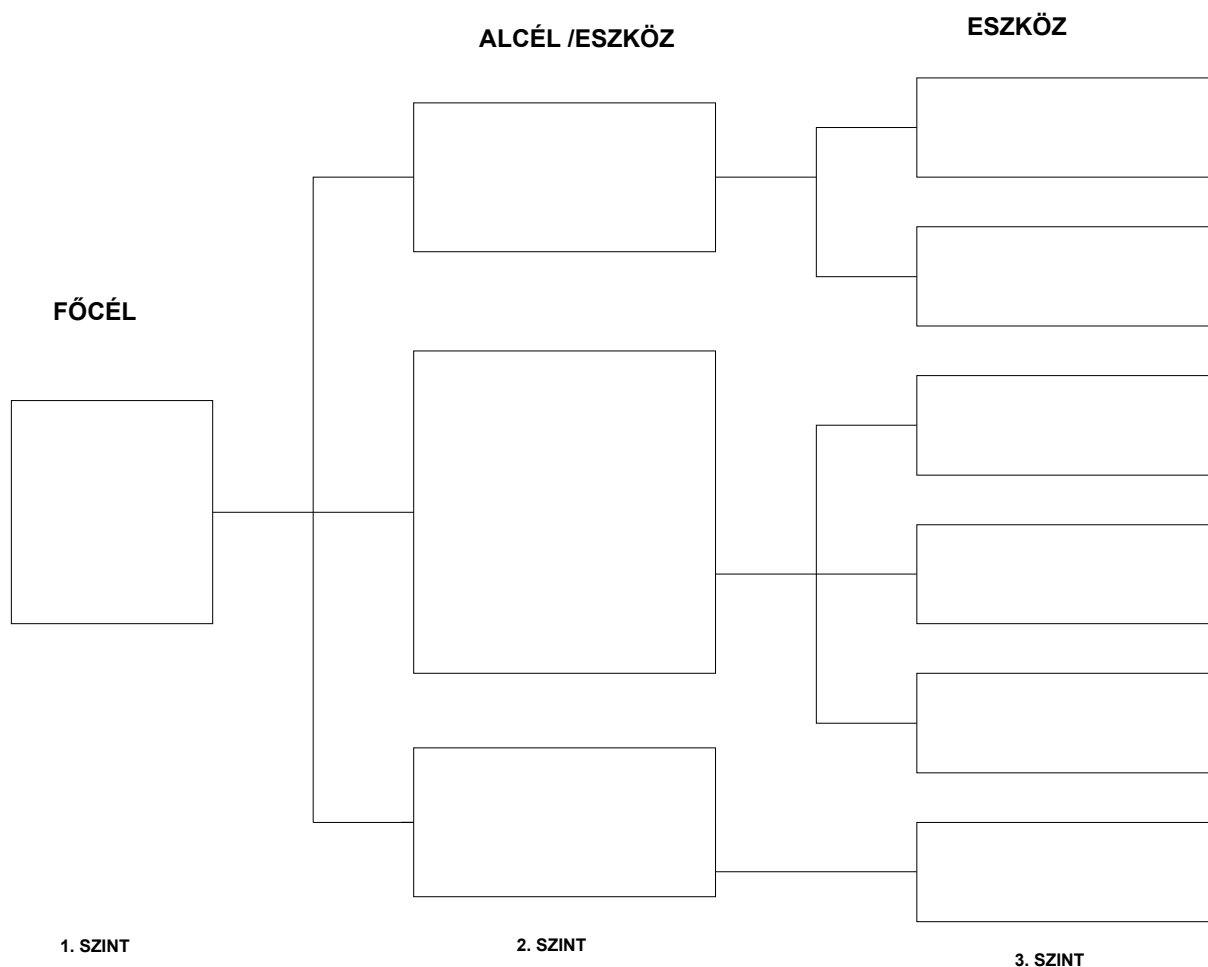 ALCÉL /ESZKÖZ
ESZKÖZ
FŐCÉL
1. SZINT
2. SZINT
3. SZINT